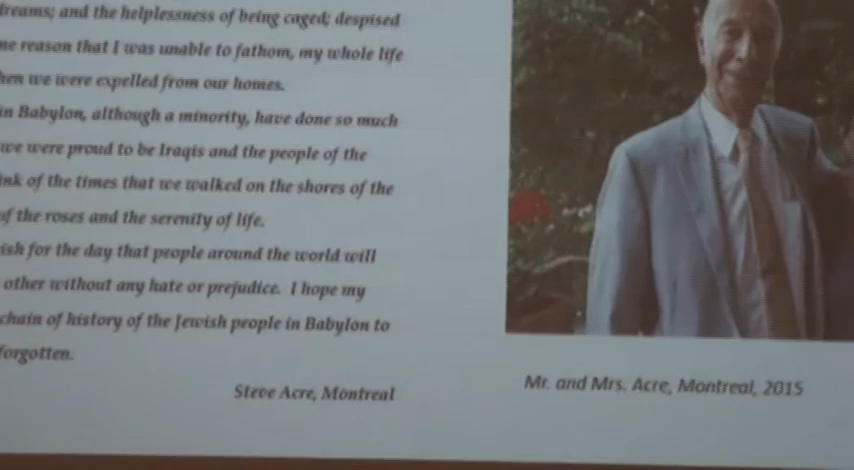 dreams; and the helplessness of being caged; despised
reason that I was unable to fathom, my whole life
when we were expelled from our homes.
in Babylon, although a minority, have done so much
we were proud to be Iraqis and the people of the
of the times that we walked on the shores of the
of the roses and the serenity of life.
for the day that people around the world will
other without any hate or prejudice. I hope my
chain of history of the Jewish people in Babylon to
forgotten.
Steve Acre, Montreal
Mr. and Mrs. Acre, Montreal, 2015